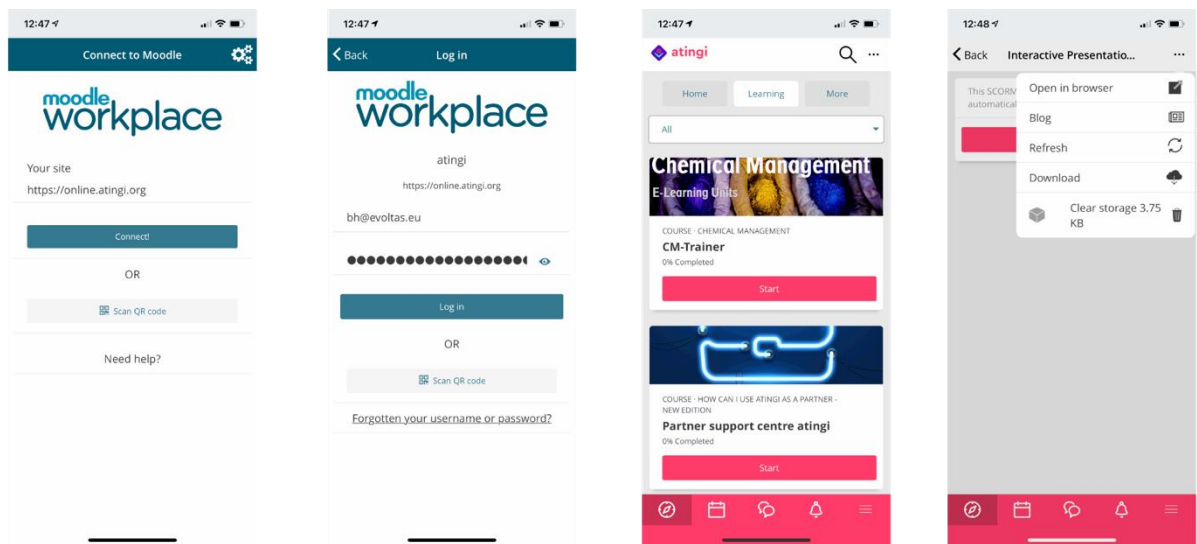 12:47
Connect to Moodle
moodle
workplace
Your site
https://online.atingi.org
Connect!
OR
Scan QR code
Need help?
12:47
Back
Log in
moodle
workplace
atingi
https://online.atingi.org
bh@evoltas.eu
Log in
OR
Scan QR code
Forgotten your username or password?
12:47
atingi
Home Learning More
All
Chemical Management
E-Learning Units
COURSE · CHEMICAL MANAGEMENT
CM-Trainer
0% Completed
Start
COURSE · HOW CAN I USE ATINGI AS A PARTNER -
NEW EDITION
Partner support centre atingi
0% Completed
Start
12:48
Back Interactive Presentatio...
This SCORM
automatical
Open in browser
Blog
Refresh
Download
Clear storage 3.75
KB